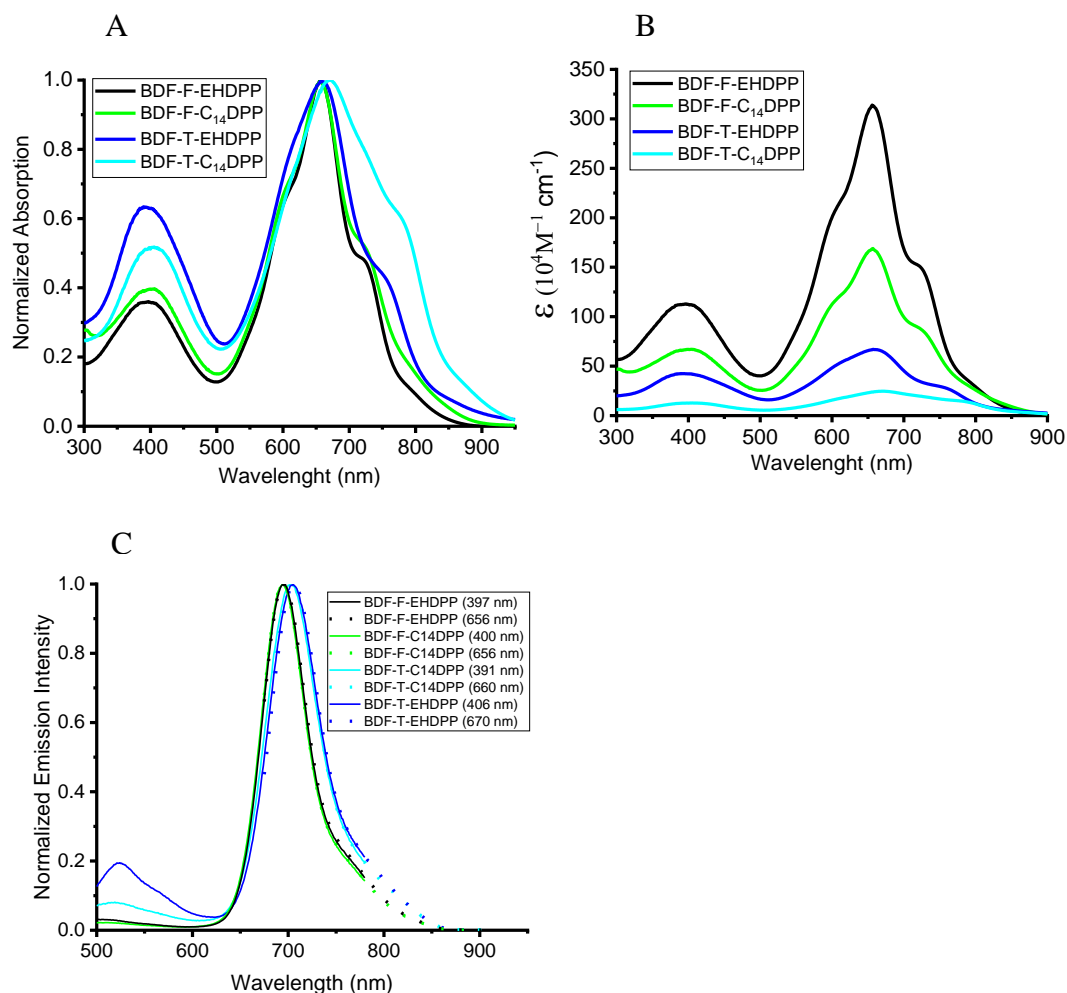 A
BDF-F-EHDPP
BDF-F-C₁₄DPP
BDF-T-EHDPP
BDF-T-C₁₄DPP
Normalized Absorption
1.0
0.8
0.6
0.4
0.2
0.0
300 400 500 600 700 800 900
Wavelenght (nm)
B
BDF-F-EHDPP
BDF-F-C₁₄DPP
BDF-T-EHDPP
BDF-T-C₁₄DPP
ε (10⁴M⁻¹ cm⁻¹)
350
300
250
200
150
100
50
0
300 400 500 600 700 800 900
Wavelenght (nm)
C
BDF-F-EHDPP (397 nm)
BDF-F-EHDPP (656 nm)
BDF-F-C14DPP (400 nm)
BDF-F-C14DPP (656 nm)
BDF-T-C14DPP (391 nm)
BDF-T-C14DPP (660 nm)
BDF-T-EHDPP (406 nm)
BDF-T-EHDPP (670 nm)
Normalized Emission Intensity
1.0
0.8
0.6
0.4
0.2
0.0
500 600 700 800 900
Wavelength (nm)